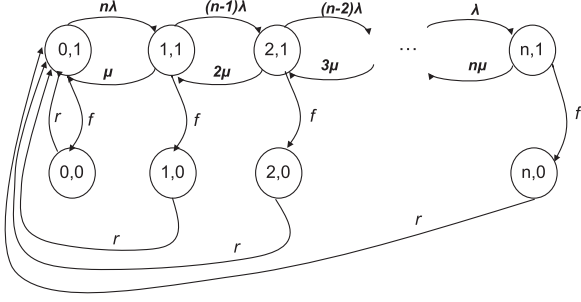 nλ (n-1)λ (n-2)λ λ
0,1 1,1 2,1 ... n,1
μ 2μ 3μ nμ
r f f f f
0,0 1,0 2,0 n,0
r r r